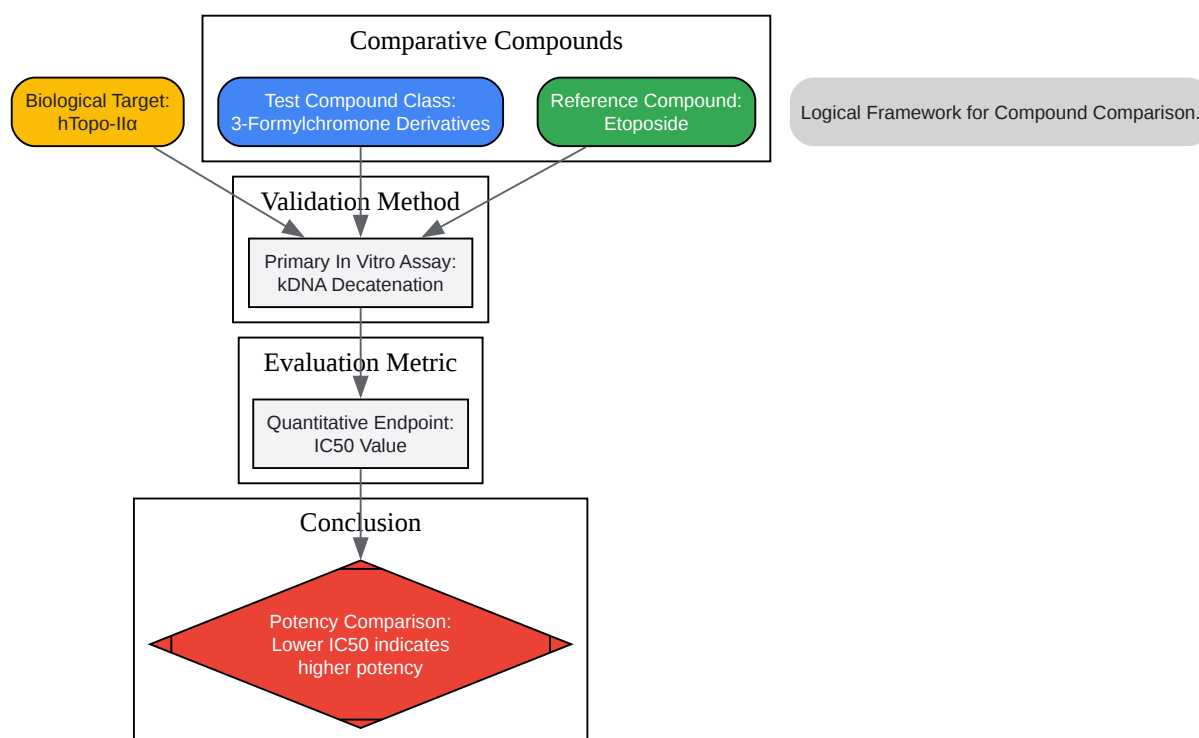 Comparative Compounds
Biological Target:
hTopo-IIα
Test Compound Class:
3-Formylchromone Derivatives
Reference Compound:
Etoposide
Logical Framework for Compound Comparison.
Validation Method
Primary In Vitro Assay:
kDNA Decatenation
Evaluation Metric
Quantitative Endpoint:
IC50 Value
Conclusion
Potency Comparison:
Lower IC50 indicates
higher potency